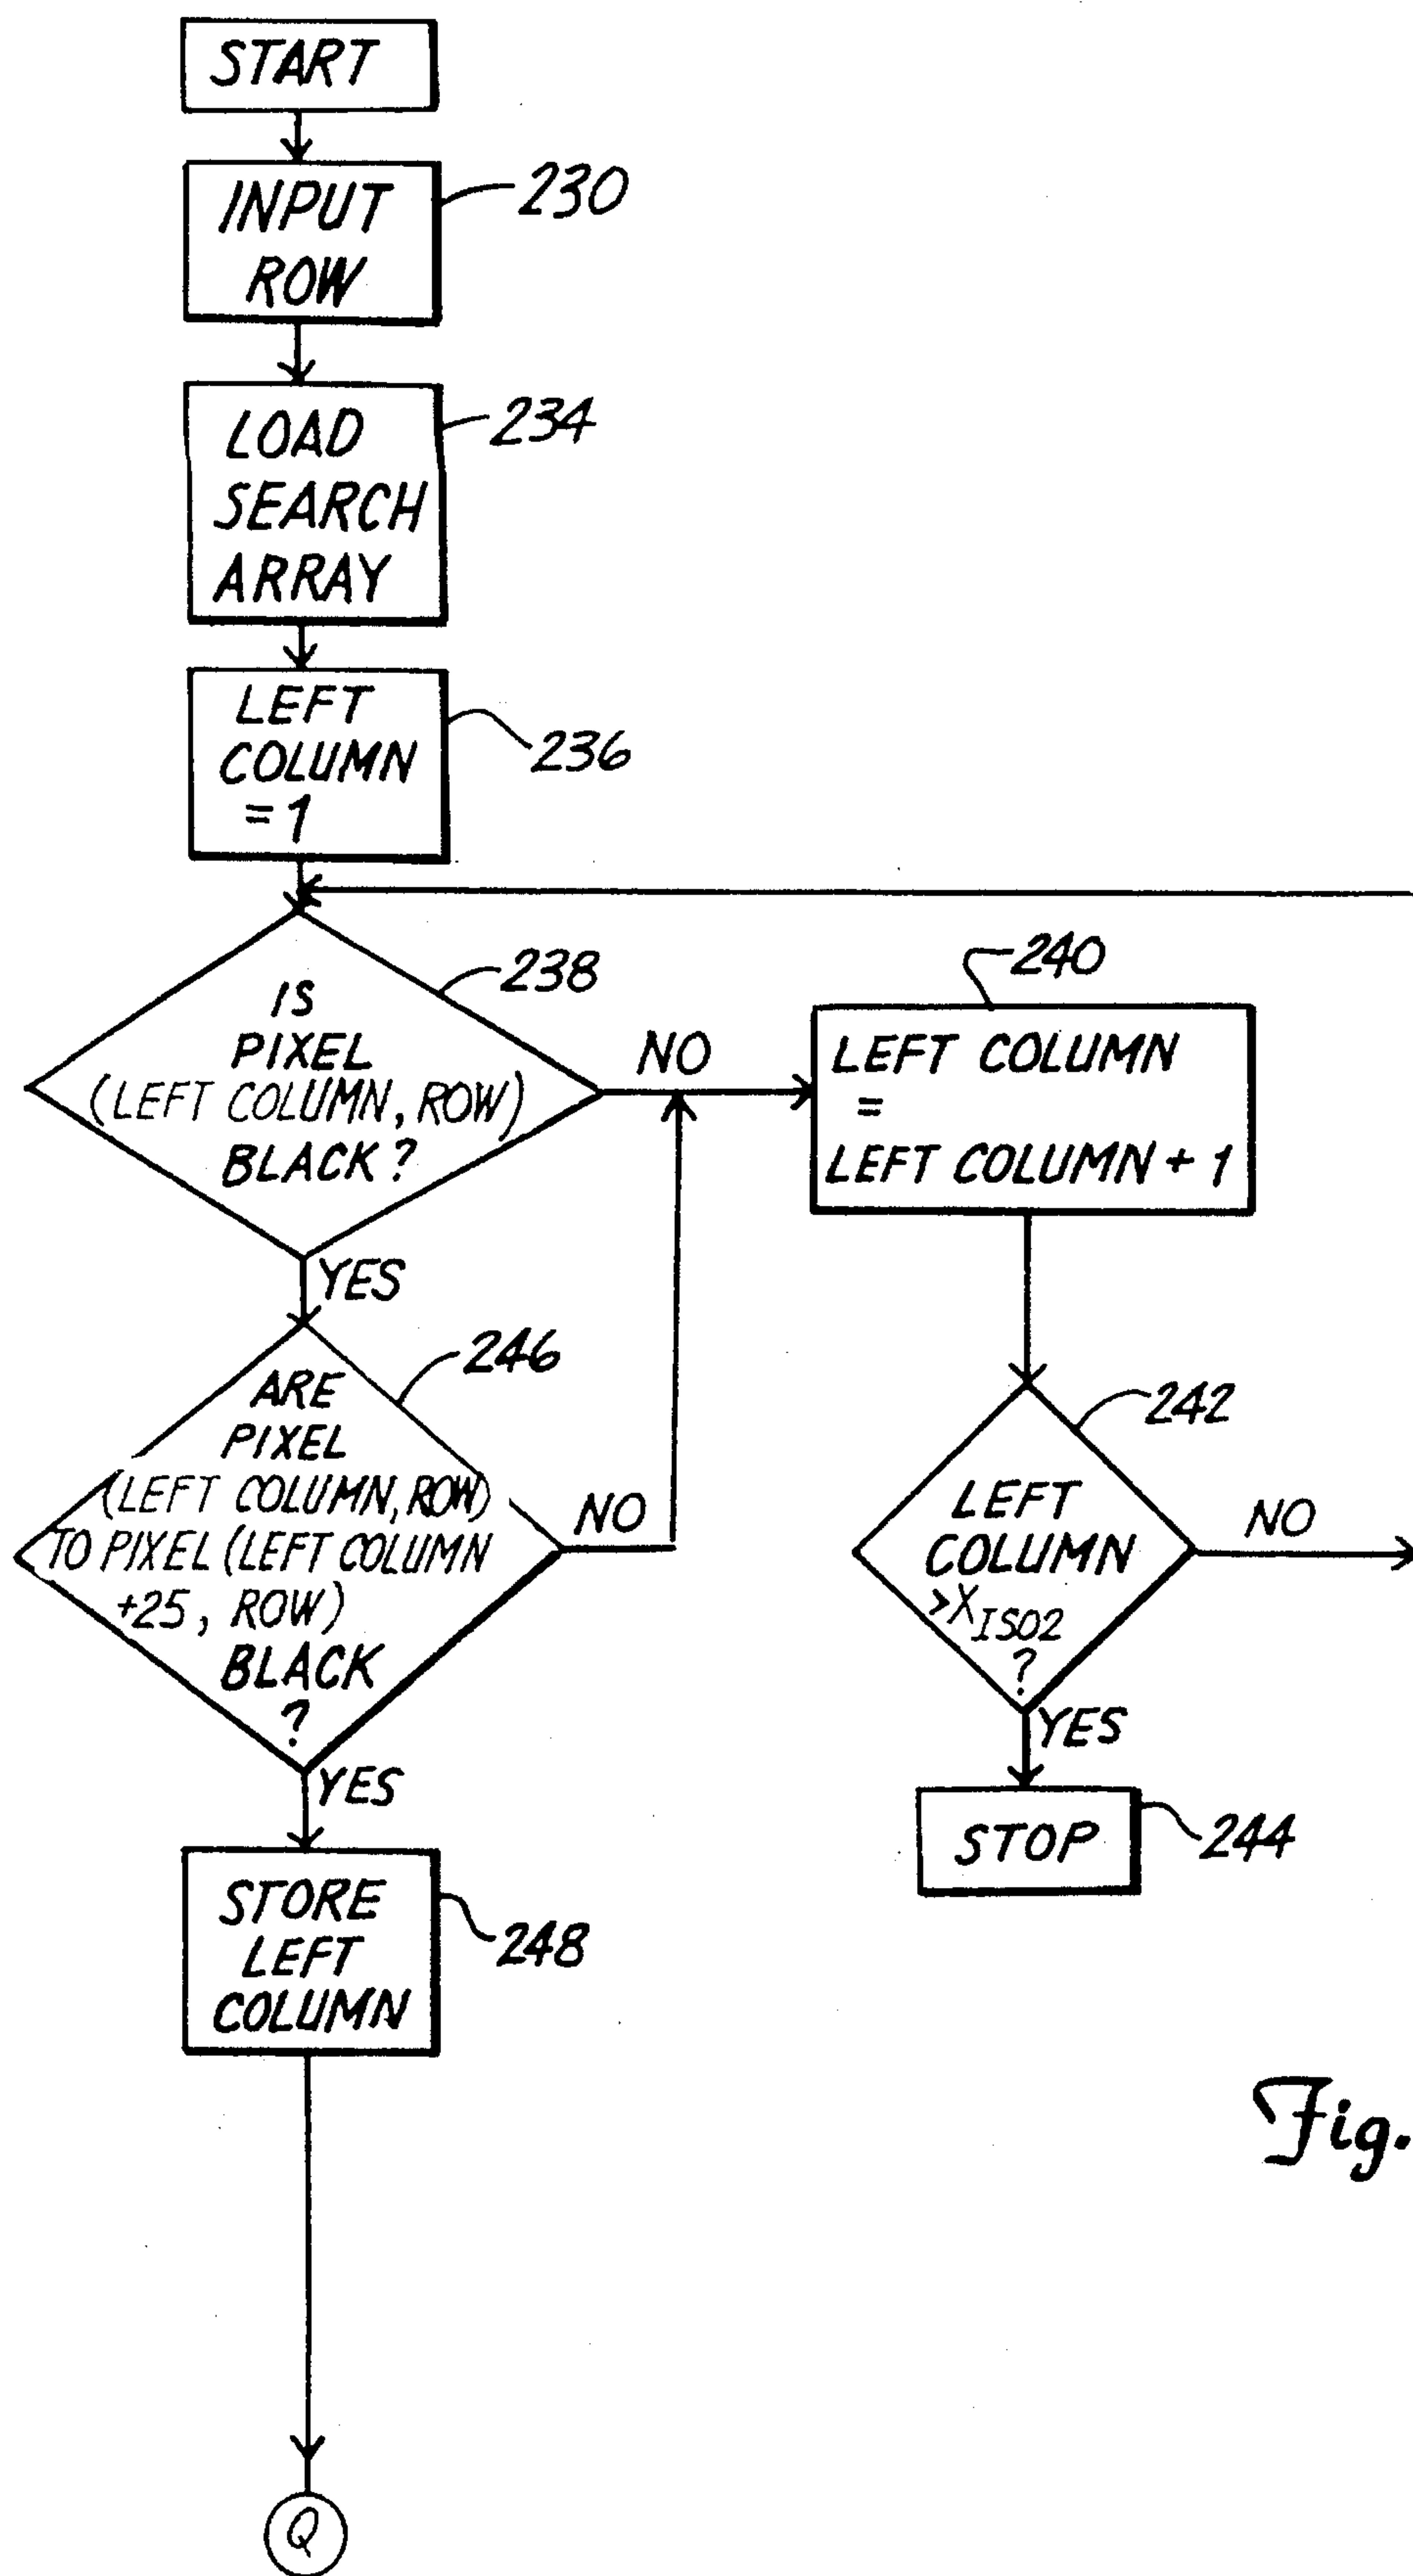 START
INPUT
ROW
230
LOAD
SEARCH
ARRAY
234
LEFT
COLUMN
= 1
236
IS
PIXEL
(LEFT COLUMN, ROW)
BLACK ?
238
NO
YES
240
LEFT COLUMN
=
LEFT COLUMN + 1
ARE
PIXEL
(LEFT COLUMN, ROW)
TO PIXEL (LEFT COLUMN
+25, ROW)
BLACK
?
246
NO
YES
242
LEFT
COLUMN
>X ISO2
?
NO
YES
STOP
244
STORE
LEFT
COLUMN
248
Fig.
Q